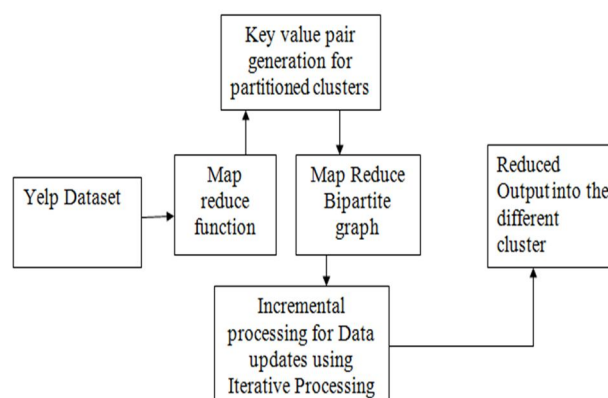 Key value pair
generation for
partitioned clusters
Yelp Dataset
Map
reduce
function
Map Reduce
Bipartite
graph
Reduced
Output into the
different
cluster
Incremental
processing for Data
updates using
Iterative Processing